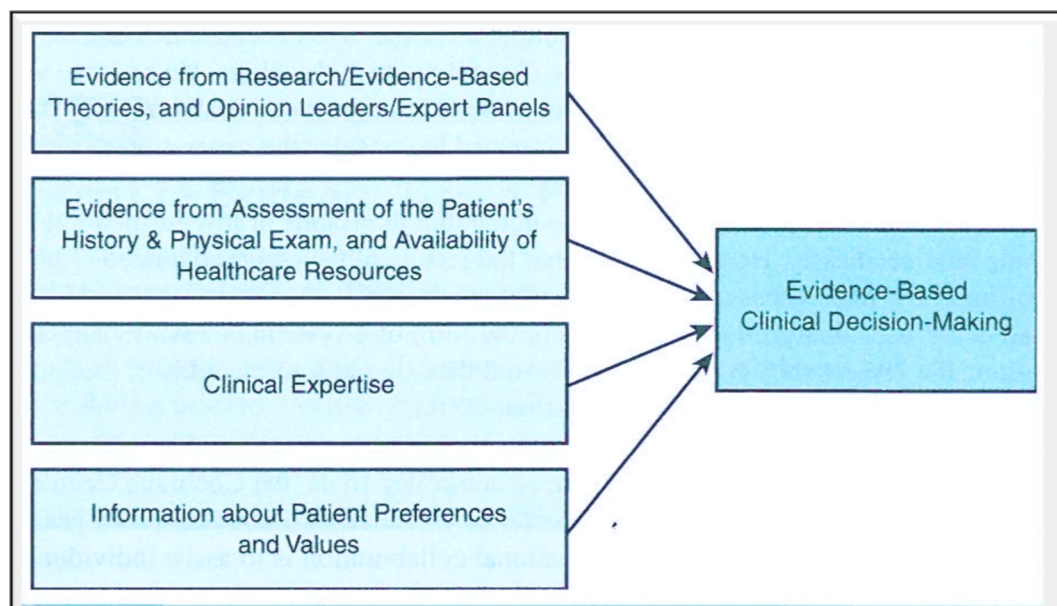 Evidence from Research/Evidence-Based
Theories, and Opinion Leaders/Expert Panels
Evidence from Assessment of the Patient's
History & Physical Exam, and Availability of
Healthcare Resources
Clinical Expertise
Information about Patient Preferences
and Values
Evidence-Based
Clinical Decision-Making